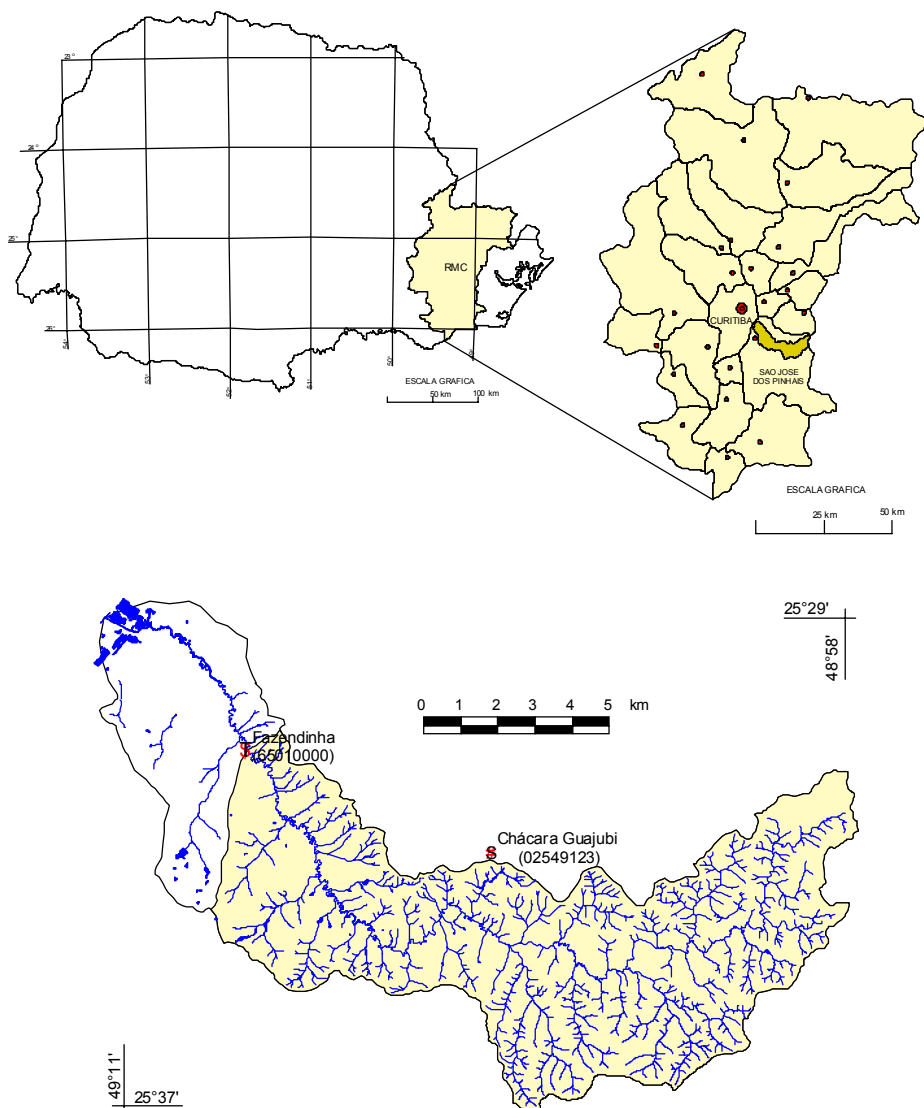 23°
24°
25°
26°
54°
53°
52°
51°
50°
RMC
ESCALA GRAFICA
50 km 100 km
CURITIBA
SAO JOSE
DOS PINHAIS
ESCALA GRAFICA
25 km 50 km
25°29'
48°58'
0 1 2 3 4 5 km
Fazendinha
(65010000)
Chácara Guajubi
(02549123)
49°11'
25°37'